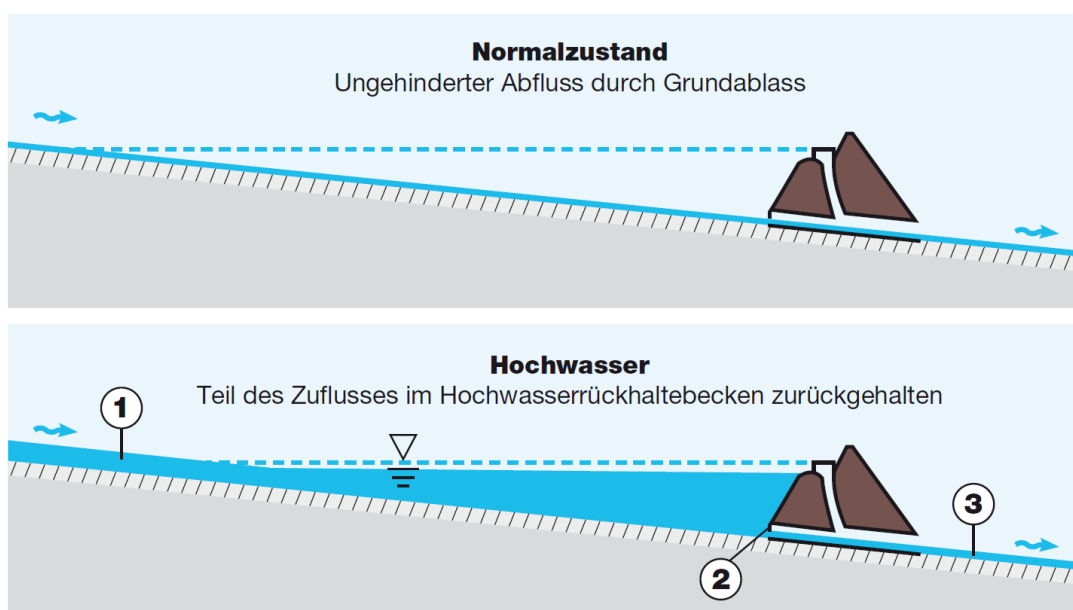 Normalzustand
Ungehinderter Abfluss durch Grundablass
Hochwasser
Teil des Zuflusses im Hochwasserrückhaltebecken zurückgehalten
1
2
3